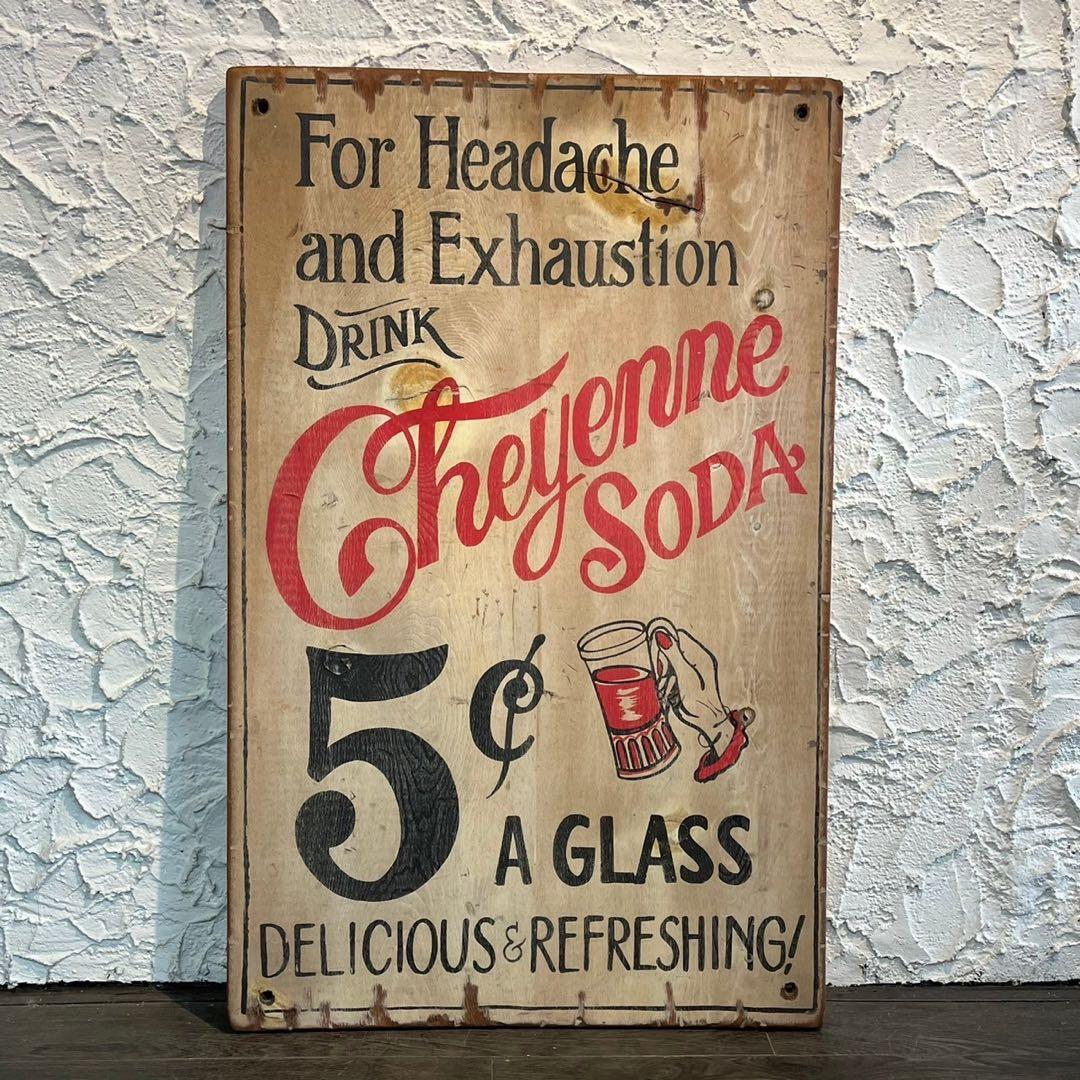 For Headache
and Exhaustion
DRINK
Cheyenne
SODA
5¢
A GLASS
DELICIOUS & REFRESHING!